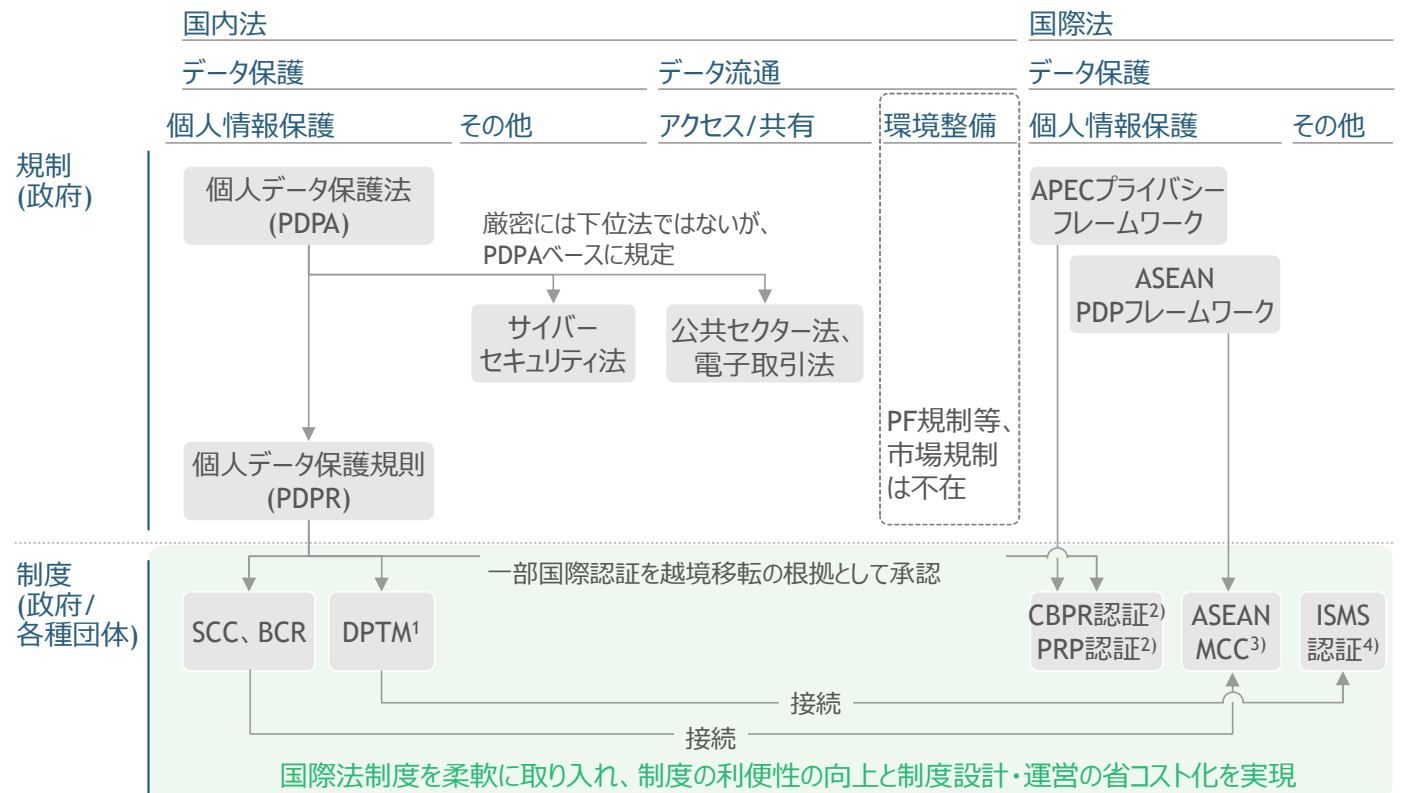 国内法
国際法
データ保護
データ流通
データ保護
個人情報保護
その他
アクセス/共有
環境整備
個人情報保護
その他
規制
(政府)
個人データ保護法
(PDPA)
厳密には下位法ではないが、
PDPAベースに規定
サイバー
セキュリティ法
公共セクター法、
電子取引法
PF規制等、
市場規制
は不在
APECプライバシー
フレームワーク
ASEAN
PDPフレームワーク
個人データ保護規則
(PDPR)
制度
(政府/
各種団体)
一部国際認証を越境移転の根拠として承認
SCC、BCR
DPTM¹
CBPR認証²⁾
PRP認証²⁾
ASEAN
MCC³⁾
ISMS
認証⁴⁾
接続
接続
国際法制度を柔軟に取り入れ、制度の利便性の向上と制度設計・運営の省コスト化を実現